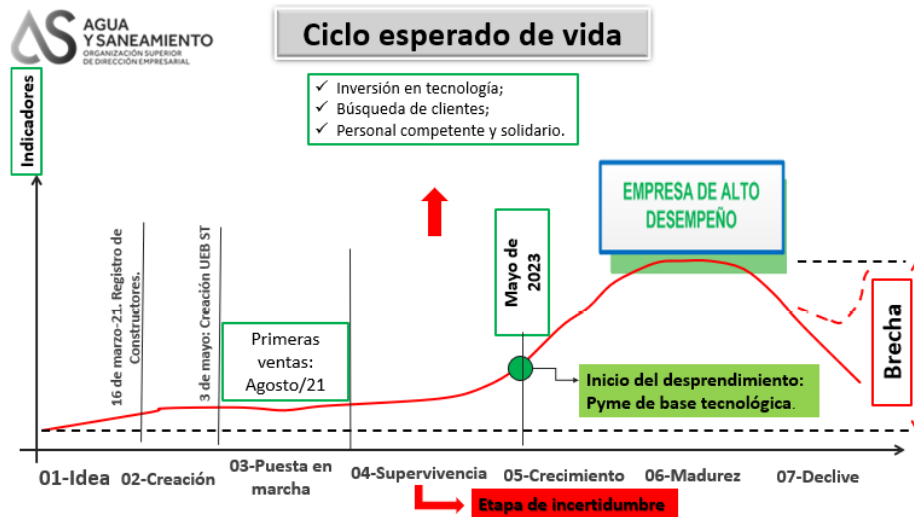 AS
AGUA
Y SANEAMIENTO
ORGANIZACIÓN SUPERIOR
DE DIRECCIÓN EMPRESARIAL
Ciclo esperado de vida
✓ Inversión en tecnología;
✓ Búsqueda de clientes;
✓ Personal competente y solidario.
Indicadores
16 de marzo-21. Registro de
Constructores.
3 de mayo: Creación UEB ST
Primeras
ventas:
Agosto/21
Mayo de
2023
EMPRESA DE ALTO
DESEMPEÑO
Inicio del desprendimiento:
Pyme de base tecnológica.
Brecha
01-Idea
02-Creación
03-Puesta en
marcha
04-Supervivencia
05-Crecimiento
06-Madurez
07-Declive
Etapa de incertidumbre